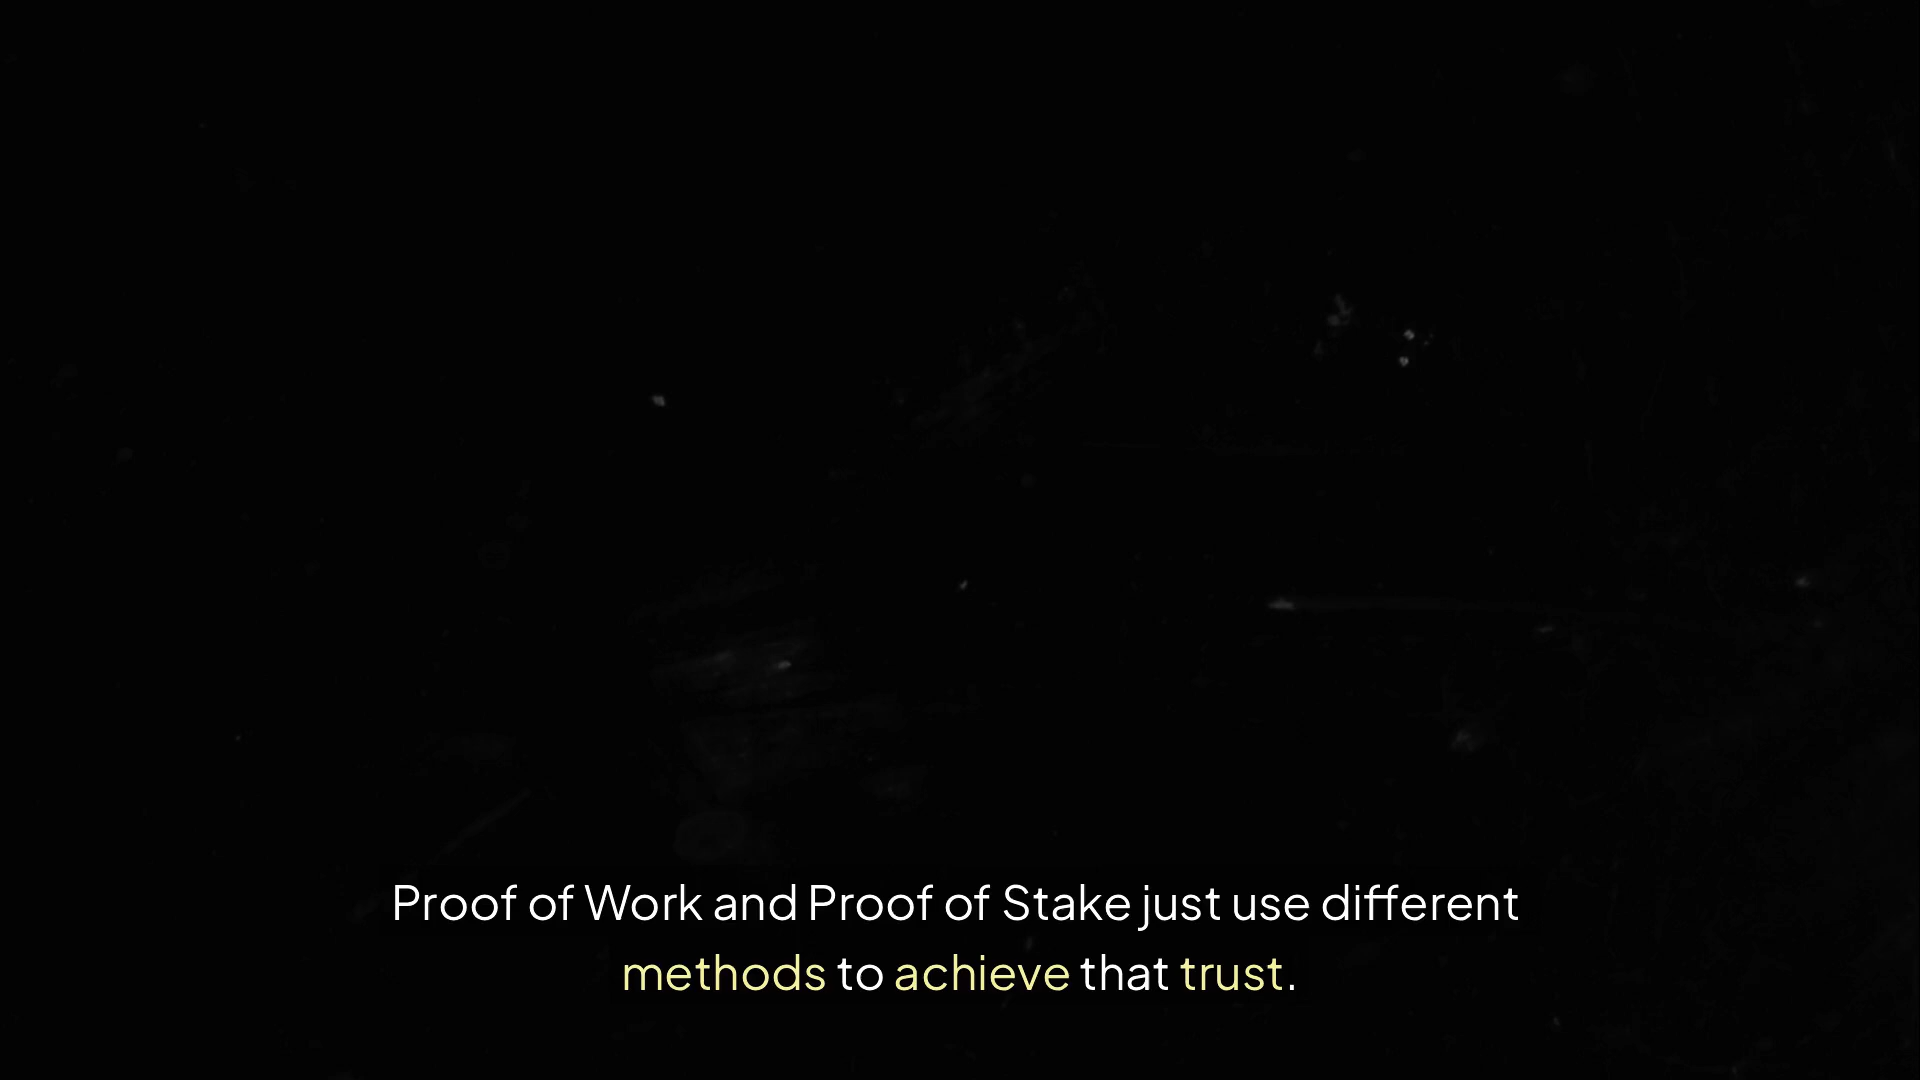 Proof of Work and Proof of Stake just use different
methods to achieve that trust.